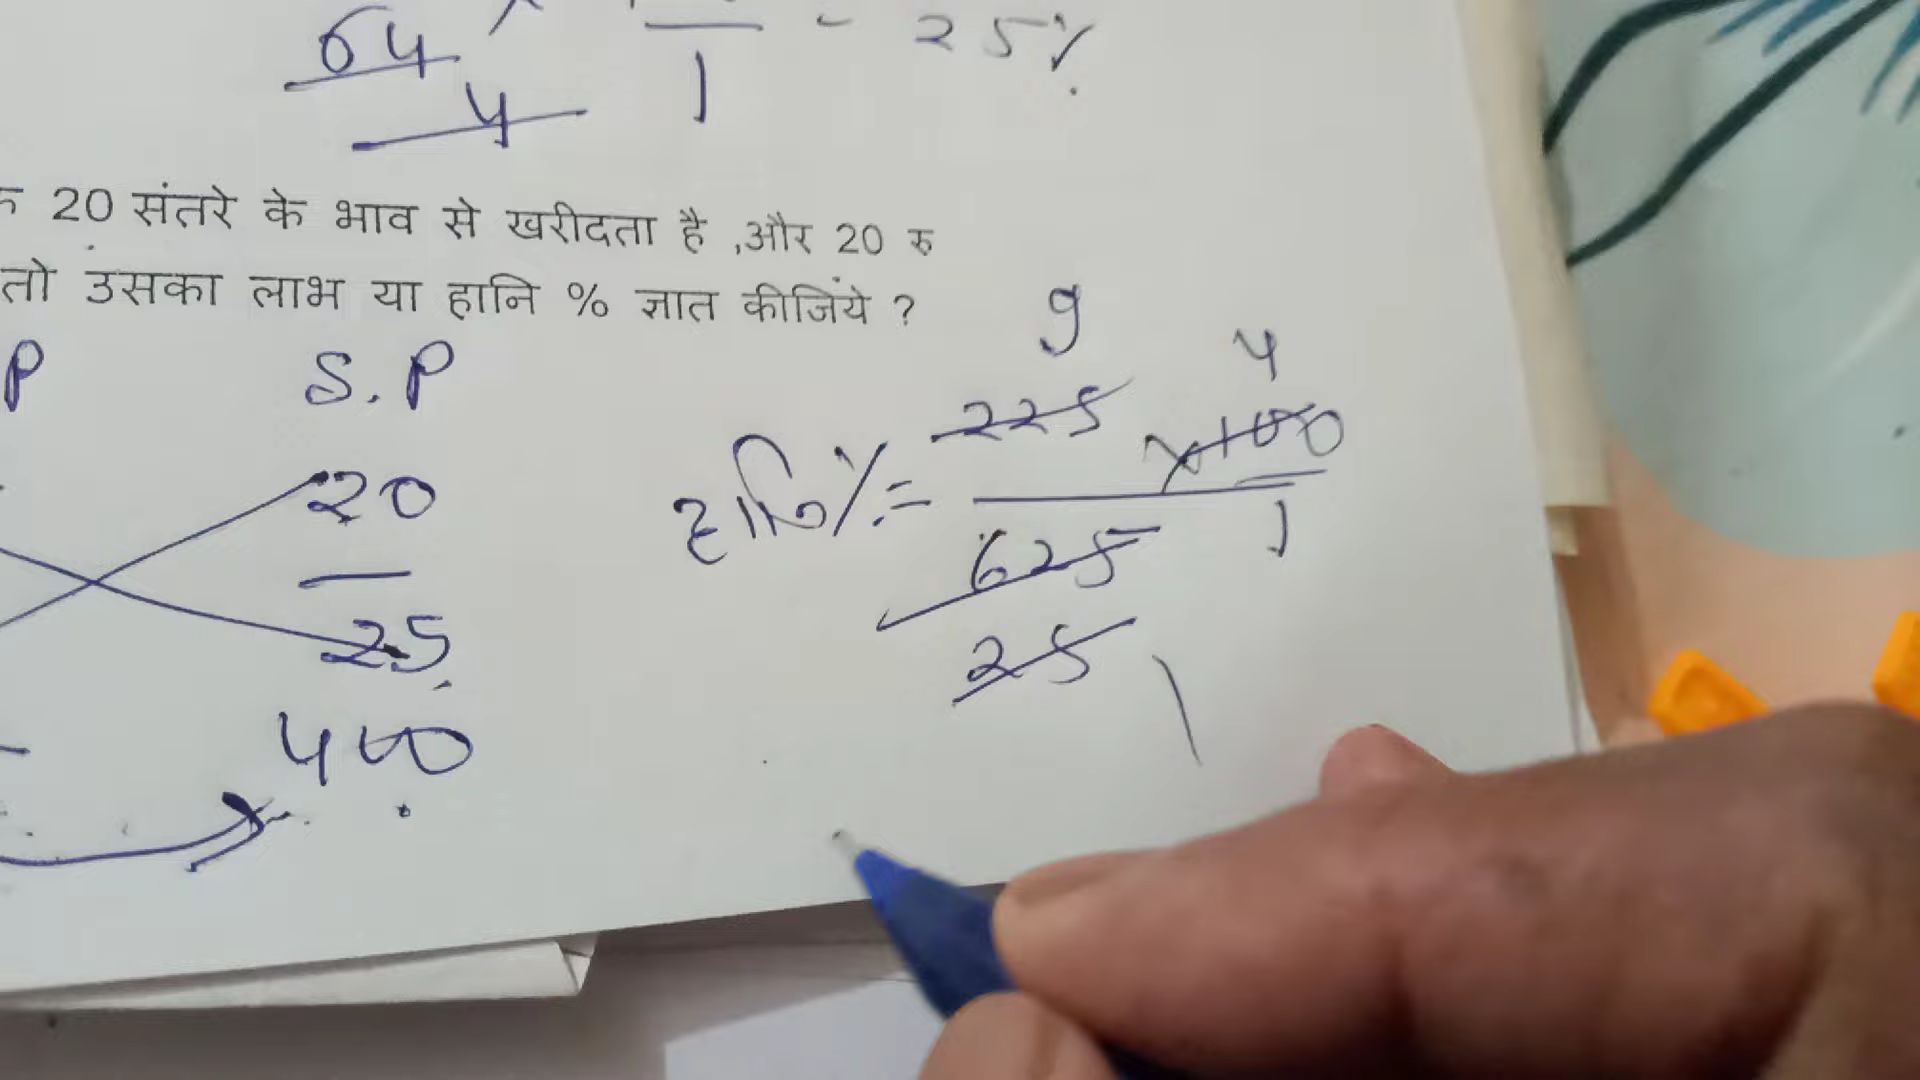 64 1 = 25%
4
20 संतरे के भाव से खरीदता है ,और 20 रु
तो उसका लाभ या हानि % ज्ञात कीजिये ?
P S.P
20
25
400
9 4
हानि% = 225 x100
625 1
25